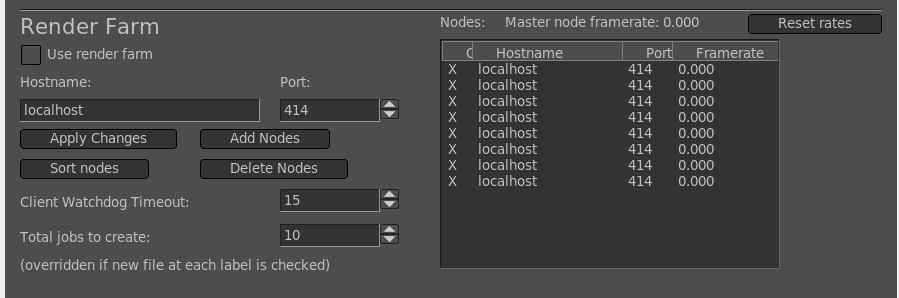 Render Farm
Use render farm
Hostname: Port:
localhost 414
Apply Changes Add Nodes
Sort nodes Delete Nodes
Client Watchdog Timeout: 15
Total jobs to create: 10
(overridden if new file at each label is checked)
Nodes: Master node framerate: 0.000 Reset rates
Hostname Port Framerate
X localhost 414 0.000
X localhost 414 0.000
X localhost 414 0.000
X localhost 414 0.000
X localhost 414 0.000
X localhost 414 0.000
X localhost 414 0.000
X localhost 414 0.000